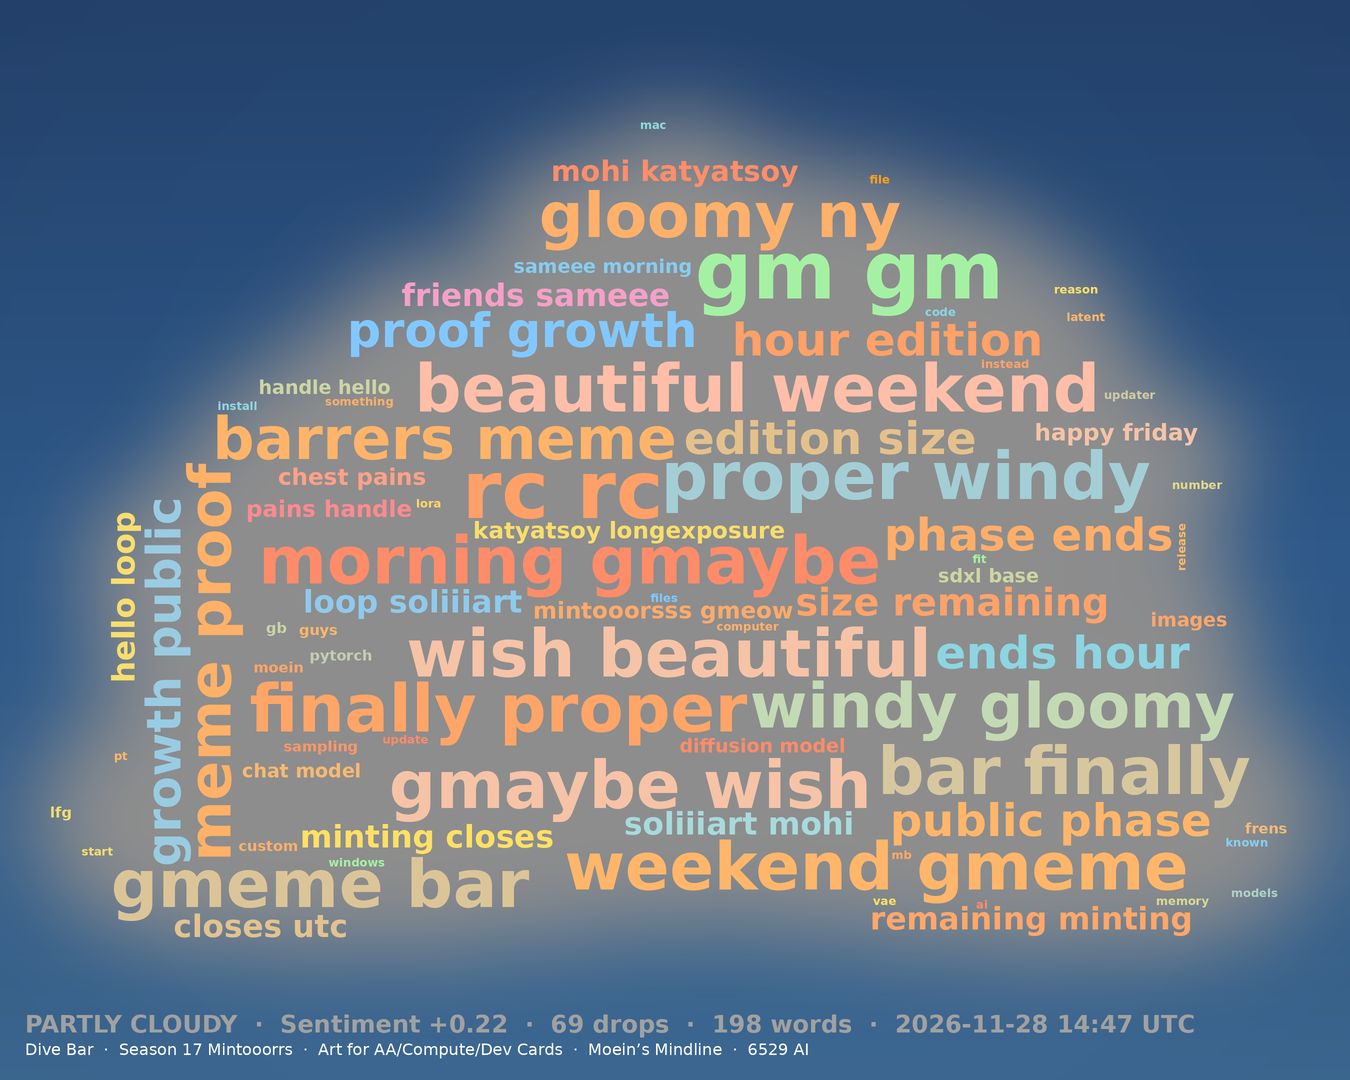 mac
mohi katyatsoy
file
gloomy ny
sameee morning
gm gm
friends sameee
reason
code
latent
proof growth
hour edition
instead
handle hello
beautiful weekend
updater
install
something
barrers meme
edition size
happy friday
chest pains
rc rc
proper windy
number
pains handle
lora
katyatsoy longexposure
phase ends
release
hello loop
growth public
meme proof
morning gmaybe
fit
sdxl base
loop soliiiart
files
mintooorsss gmeow
size remaining
images
gb
guys
computer
pytorch
wish beautiful
ends hour
moein
finally proper
windy gloomy
sampling
update
diffusion model
pt
chat model
gmaybe wish
bar finally
lfg
soliiiart mohi
public phase
frens
start
custom
minting closes
known
windows
weekend gmeme
mb
gmeme bar
models
vae
ai
memory
closes utc
remaining minting
PARTLY CLOUDY · Sentiment +0.22 · 69 drops · 198 words · 2026-11-28 14:47 UTC
Dive Bar · Season 17 Mintooorrs · Art for AA/Compute/Dev Cards · Moein’s Mindline · 6529 AI